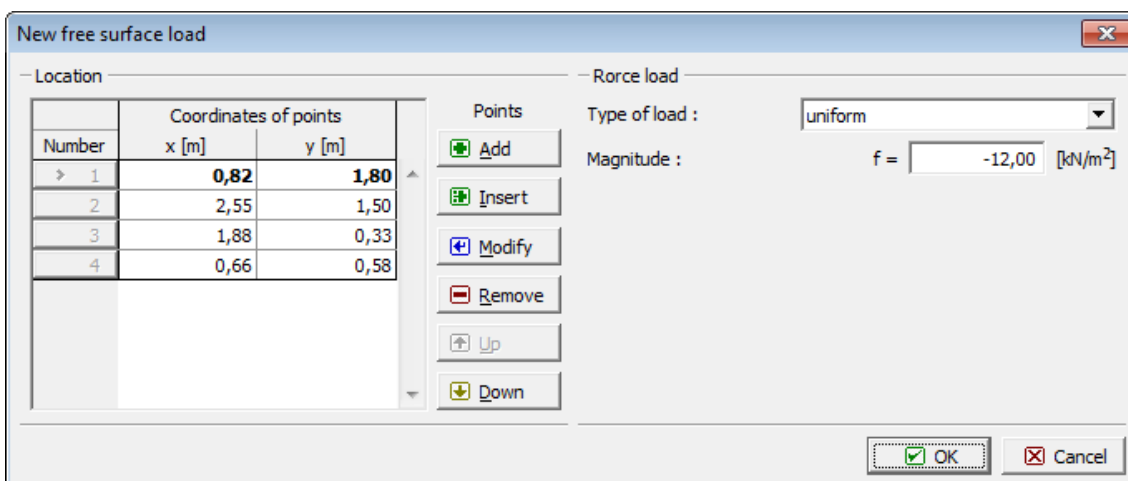 New free surface load
Location
Coordinates of points
Number x [m] y [m]
> 1 0,82 1,80
2 2,55 1,50
3 1,88 0,33
4 0,66 0,58
Points
Add
Insert
Modify
Remove
Up
Down
Rorce load
Type of load : uniform
Magnitude : f = -12,00 [kN/m²]
OK Cancel